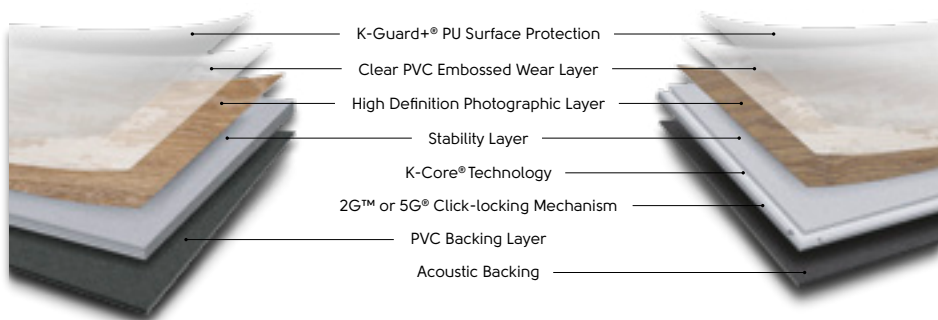 K-Guard+® PU Surface Protection
Clear PVC Embossed Wear Layer
High Definition Photographic Layer
Stability Layer
K-Core® Technology
2G™ or 5G® Click-locking Mechanism
PVC Backing Layer
Acoustic Backing